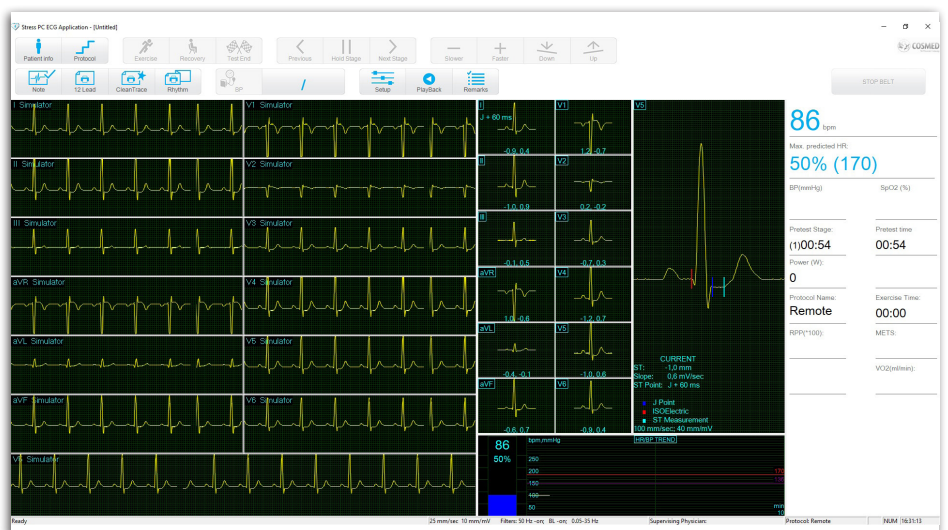 Stress PC ECG Application - [Untitled]
Patient info Protocol Exercise Recovery Test End Previous Hold Stage Next Stage Slower Faster Down Up
COSMED
Note 12 Lead CleanTrace Rhythm BP / Setup PlayBack Remarks STOP BELT
I Simulator
V1 Simulator
II Simulator
V2 Simulator
III Simulator
V3 Simulator
aVR Simulator
V4 Simulator
aVL Simulator
V5 Simulator
aVF Simulator
V6 Simulator
Simulator
I
J + 60 ms
-0.9, 0.4
V1
1.2, -0.7
II
-1.0, 0.9
V2
0.2, -0.2
III
-0.1, 0.5
V3
-0.7, 0.3
aVR
1.0, -0.6
V4
-1.2, 0.7
aVL
-0.4, -0.1
V5
-1.0, 0.6
aVF
-0.6, 0.7
V6
-0.9, 0.4
V5
CURRENT
ST: -1,0 mm
Slope: 0,6 mV/sec
ST Point: J + 60 ms
J Point
ISOElectric
ST Measurement
100 mm/sec; 40 mm/mV
86
50%
bpm,mmHg
HR/BP TREND
250
200
150
100
50
170
min
10
86 bpm
Max. predicted HR:
50% (170)
BP(mmHg) SpO2 (%)
Pretest Stage: Pretest time
(1)00:54 00:54
Power (W):
0
Protocol Name: Exercise Time:
Remote 00:00
RPP(*100): METS:
VO2(ml/min):
Ready 25 mm/sec 10 mm/mV Filters: 50 Hz -on; BL -on; 0.05-35 Hz Supervising Physician: Protocol: Remote NUM 16:31:13